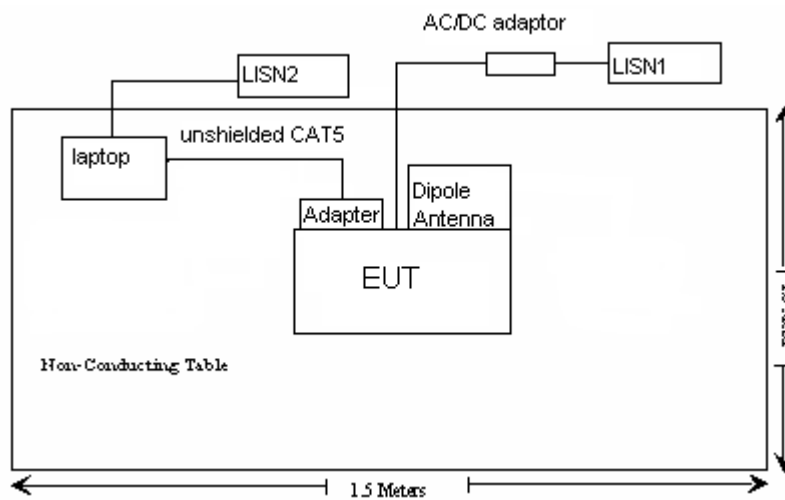 AC/DC adaptor
LISN2
LISN1
unshielded CAT5
laptop
Dipole
Antenna
Adapter
EUT
Non-Conducting Table
1.5 Meters